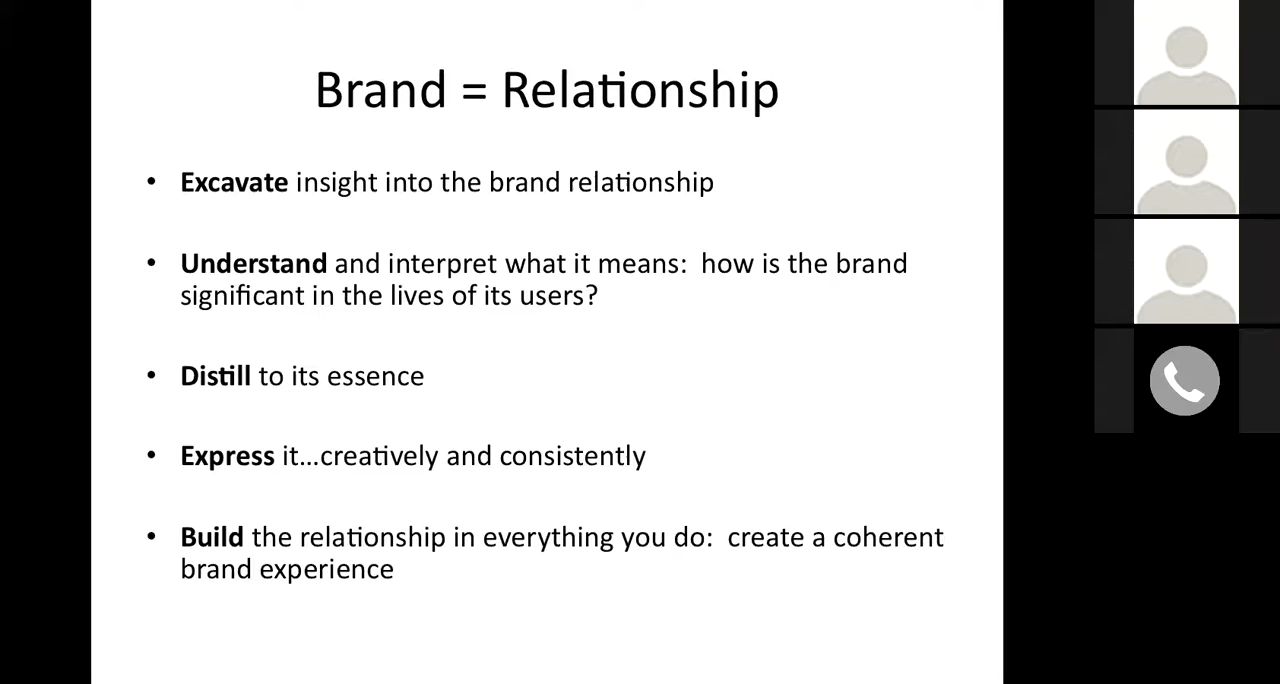 Brand = Relationship
• Excavate insight into the brand relationship
• Understand and interpret what it means:  how is the brand
significant in the lives of its users?
• Distill to its essence
• Express it...creatively and consistently
• Build the relationship in everything you do:  create a coherent
brand experience